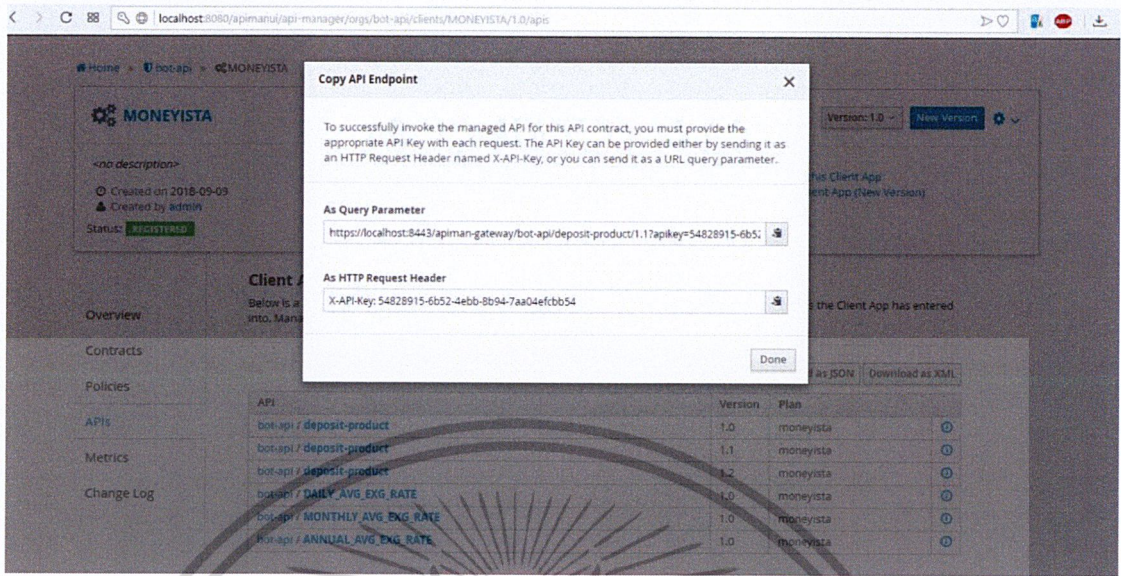 localhost:8080/apimanui/api-manager/orgs/bot-api/clients/MONEYISTA/1.0/apis
ABP
Home » bot-api » MONEYISTA
Copy API Endpoint
MONEYISTA
Version: 1.0
New Version
To successfully invoke the managed API for this API contract, you must provide the
appropriate API Key with each request. The API Key can be provided either by sending it as
an HTTP Request Header named X-API-Key, or you can send it as a URL query parameter.
<no description>
Created on 2018-09-09
Created by admin
Status: REGISTERED
this Client App
ent App (New Version)
As Query Parameter
https://localhost:8443/apiman-gateway/bot-api/deposit-product/1.1?apikey=54828915-6b52
As HTTP Request Header
X-API-Key: 54828915-6b52-4ebb-8b94-7aa04efcbb54
Client A
Below is a
s the Client App has entered
into. Mana
Done
d as JSON
Download as XML
Overview
Contracts
Policies
APIs
Metrics
Change Log
API Version Plan
bot-api / deposit-product 1.0 moneyista
bot-api / deposit-product 1.1 moneyista
bot-api / deposit-product 1.2 moneyista
bot-api / DAILY_AVG_EXG_RATE 1.0 moneyista
bot-api / MONTHLY_AVG_EXG_RATE 1.0 moneyista
bot-api / ANNUAL_AVG_EXG_RATE 1.0 moneyista